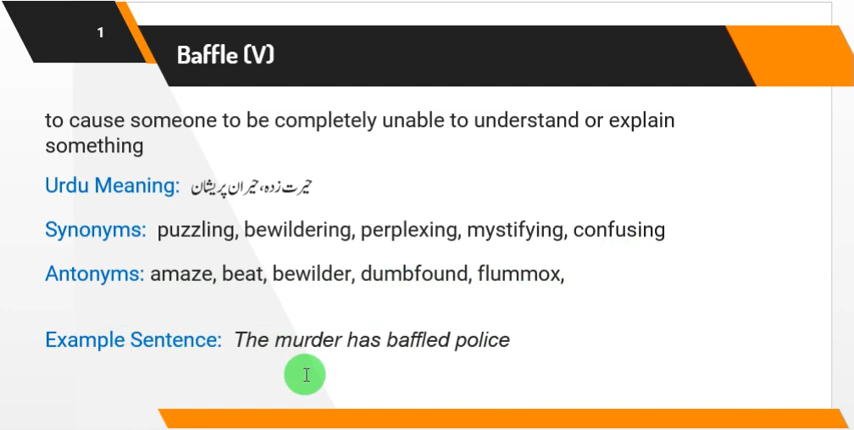 1
Baffle (V)
to cause someone to be completely unable to understand or explain
something
Urdu Meaning: حیرت زدہ، حیران پریشان
Synonyms: puzzling, bewildering, perplexing, mystifying, confusing
Antonyms: amaze, beat, bewilder, dumbfound, flummox,
Example Sentence: The murder has baffled police